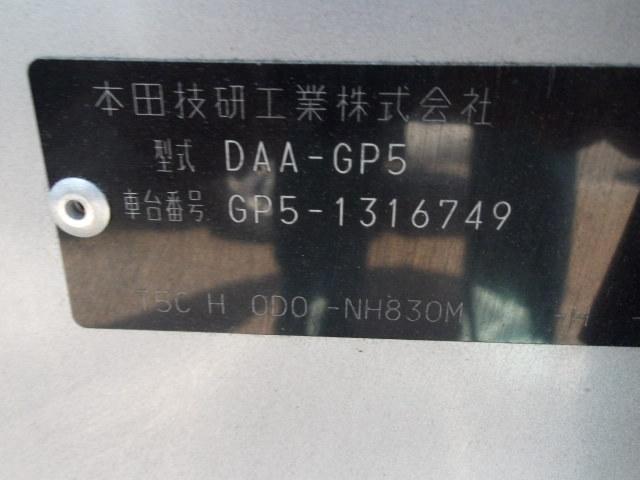 本田技研工業株式会社
型式 DAA-GP5
車台番号 GP5-1316749
T5C H 0D0 -NH830M -H -